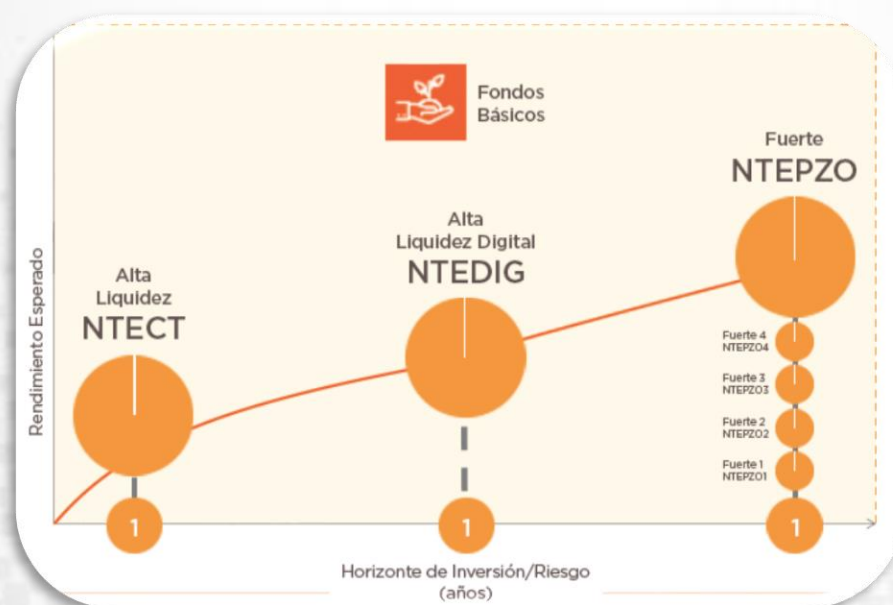 Fondos
Básicos
Fuerte
NTEPZO
Alta
Liquidez Digital
NTEDIG
Alta
Liquidez
NTECT
Rendimiento Esperado
Fuerte 4
NTEPZO4
Fuerte 3
NTEPZO3
Fuerte 2
NTEPZO2
Fuerte 1
NTEPZO1
1
1
1
Horizonte de Inversión/Riesgo
(años)